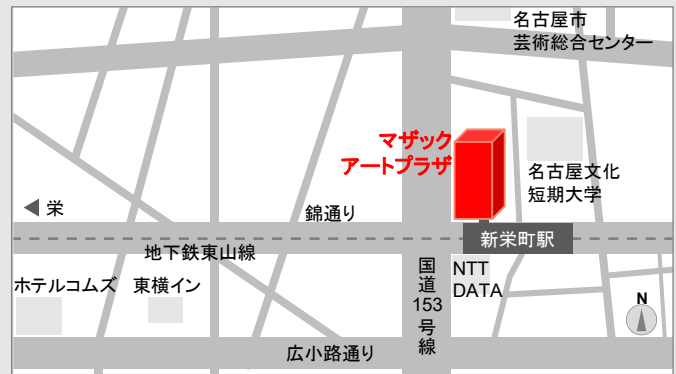 名古屋市
芸術総合センター
マザック
アートプラザ
名古屋文化
短期大学
栄
錦通り
新栄町駅
地下鉄東山線
国道153号線
NTT
DATA
ホテルコムズ
東横イン
N
広小路通り